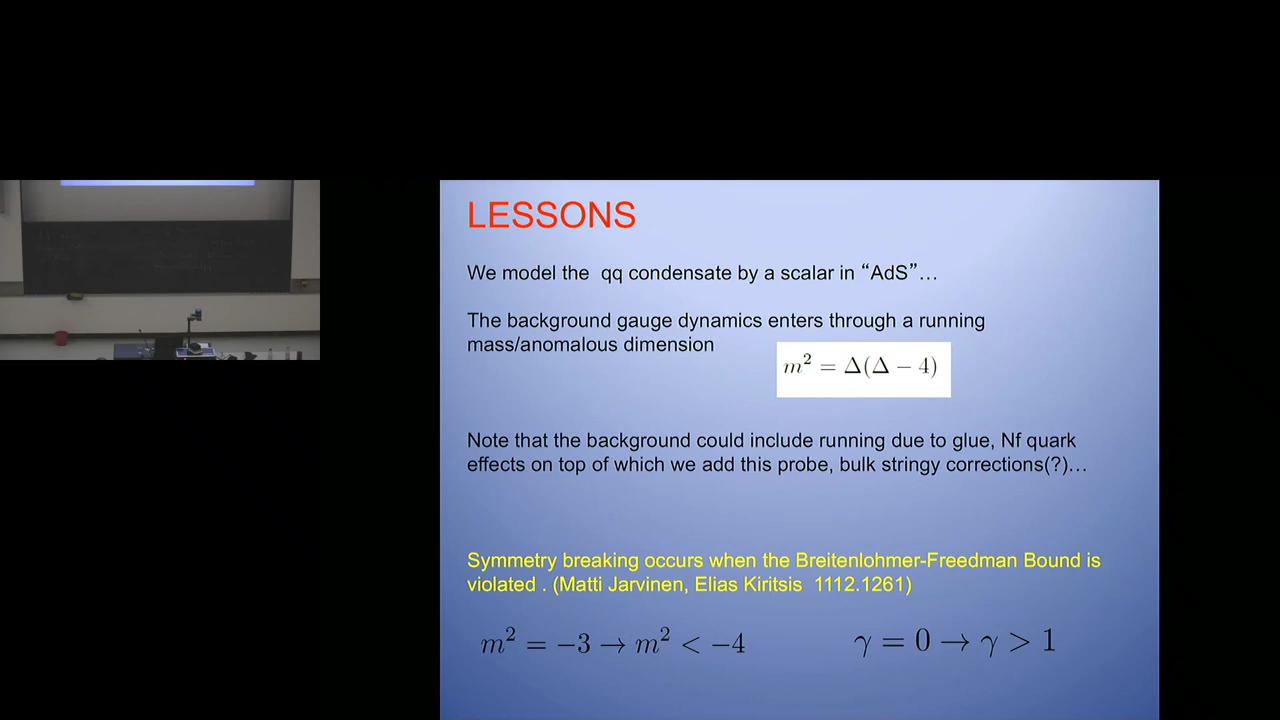 LESSONS
We model the qq condensate by a scalar in “AdS”…
The background gauge dynamics enters through a running
mass/anomalous dimension
m² = Δ(Δ − 4)
Note that the background could include running due to glue, Nf quark
effects on top of which we add this probe, bulk stringy corrections(?)…
Symmetry breaking occurs when the Breitenlohmer-Freedman Bound is
violated . (Matti Jarvinen, Elias Kiritsis 1112.1261)
m² = −3 → m² < −4 γ = 0 → γ > 1